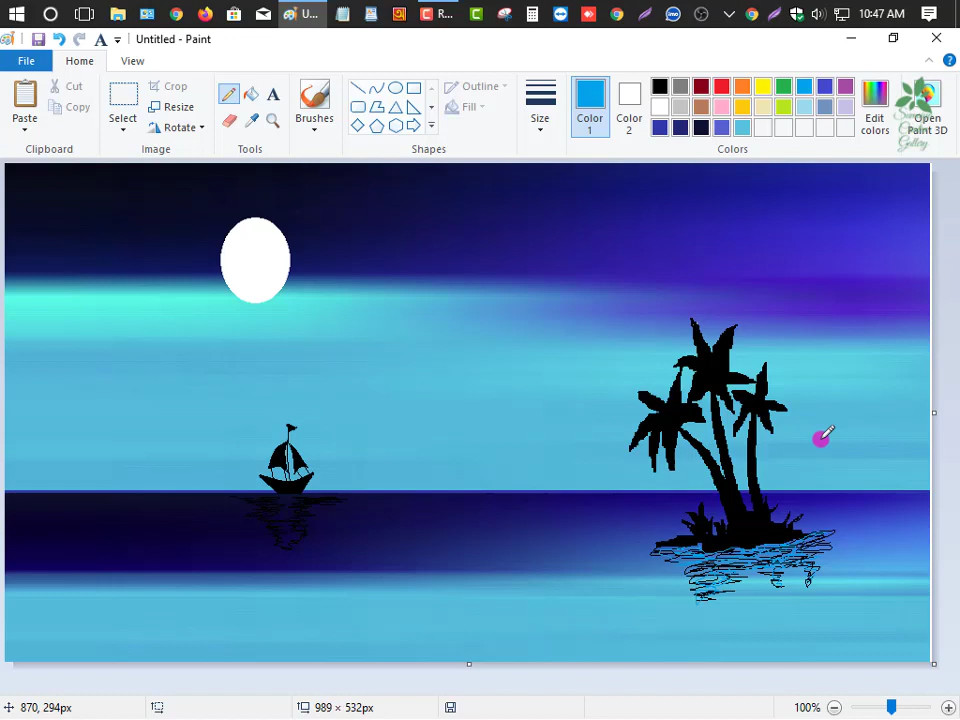 U...
R...
10:47 AM
Untitled - Paint
File
Home
View
Paste
Cut
Copy
Clipboard
Select
Crop
Resize
Rotate
Image
Tools
Brushes
Shapes
Outline
Fill
Size
Color
1
Color
2
Colors
Edit
colors
Open
Paint 3D
870, 294px
989 × 532px
100%